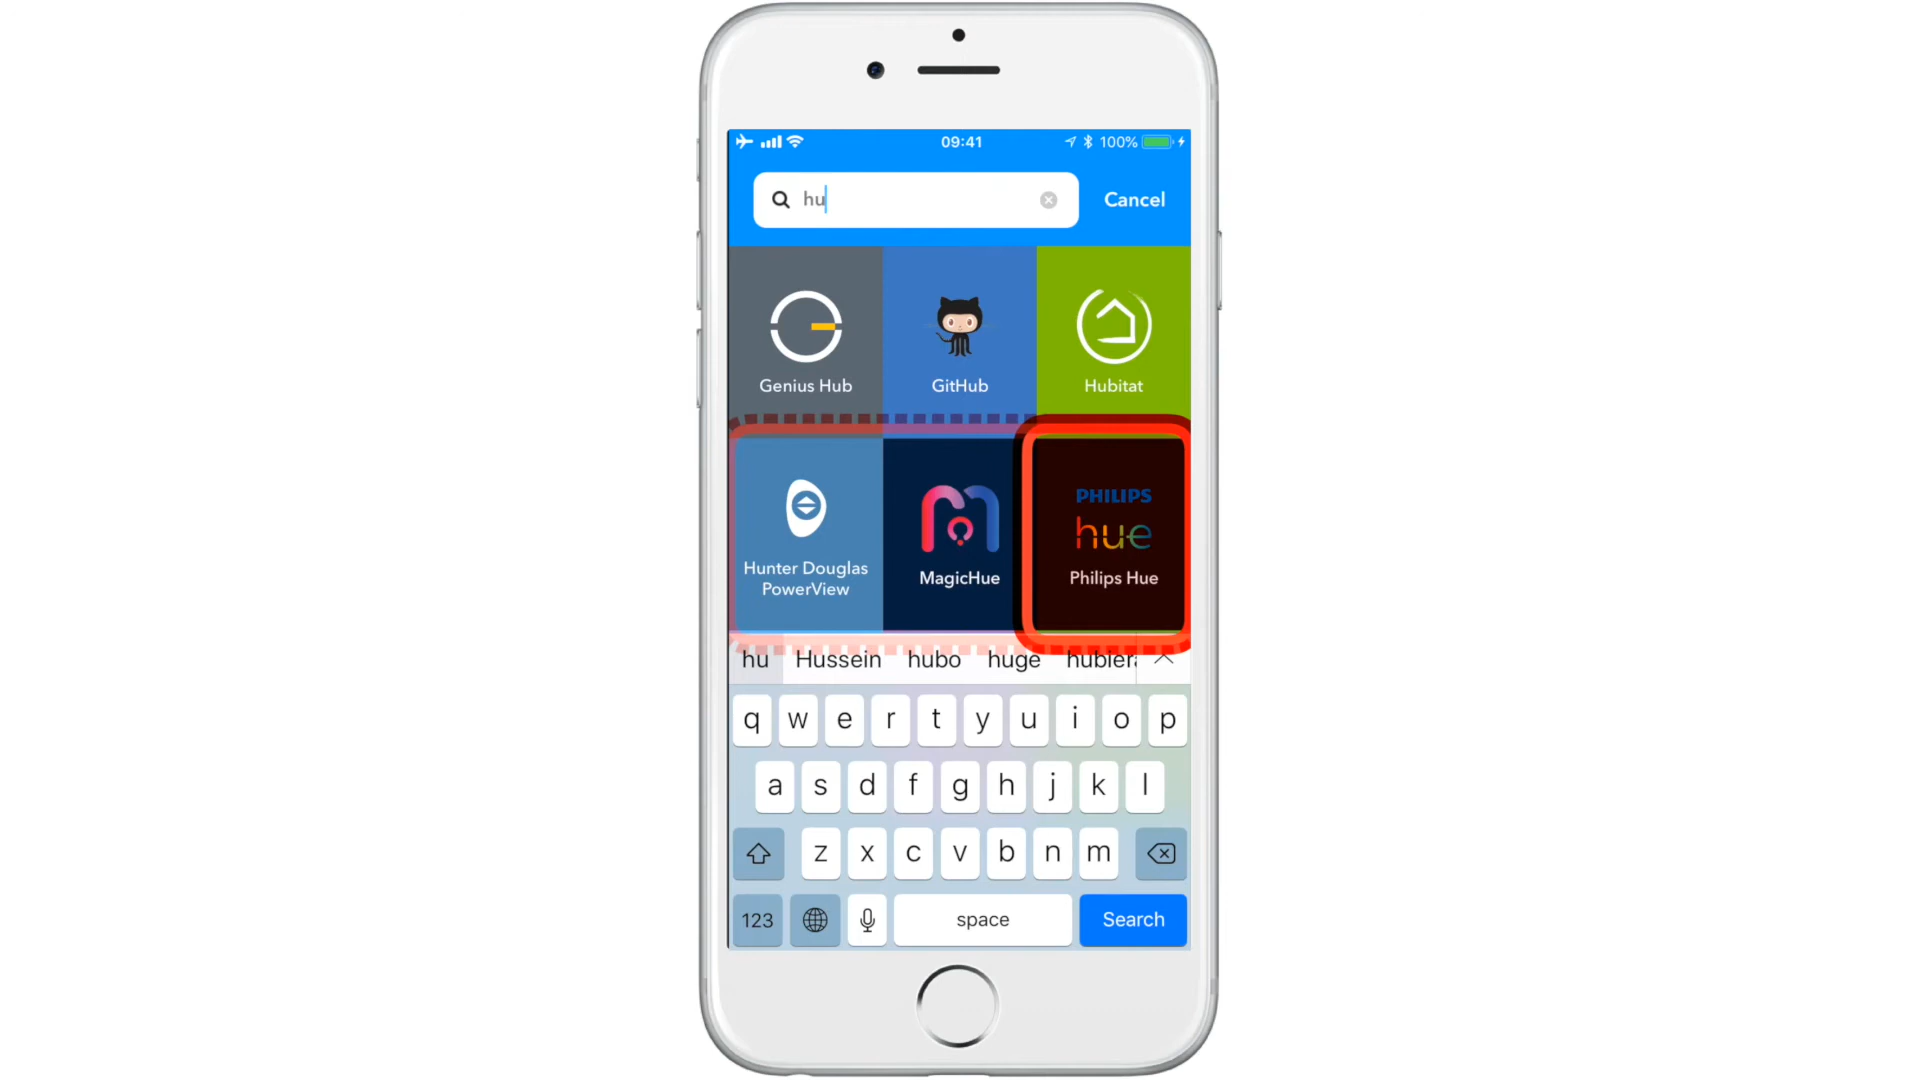 09:41
100%
hu
Cancel
Genius Hub
GitHub
Hubitat
Hunter Douglas
PowerView
MagicHue
PHILIPS
hue
Philips Hue
hu Hussein hubo huge
q w e r t y u i o p
a s d f g h j k l
z x c v b n m
123 space Search